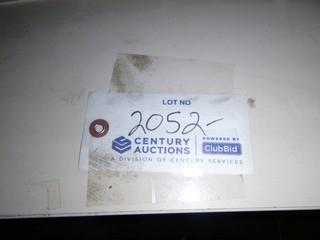 LOT NO
2052-
CENTURY AUCTIONS
POWERED BY
ClubBid
A DIVISION OF CENTURY SERVICES